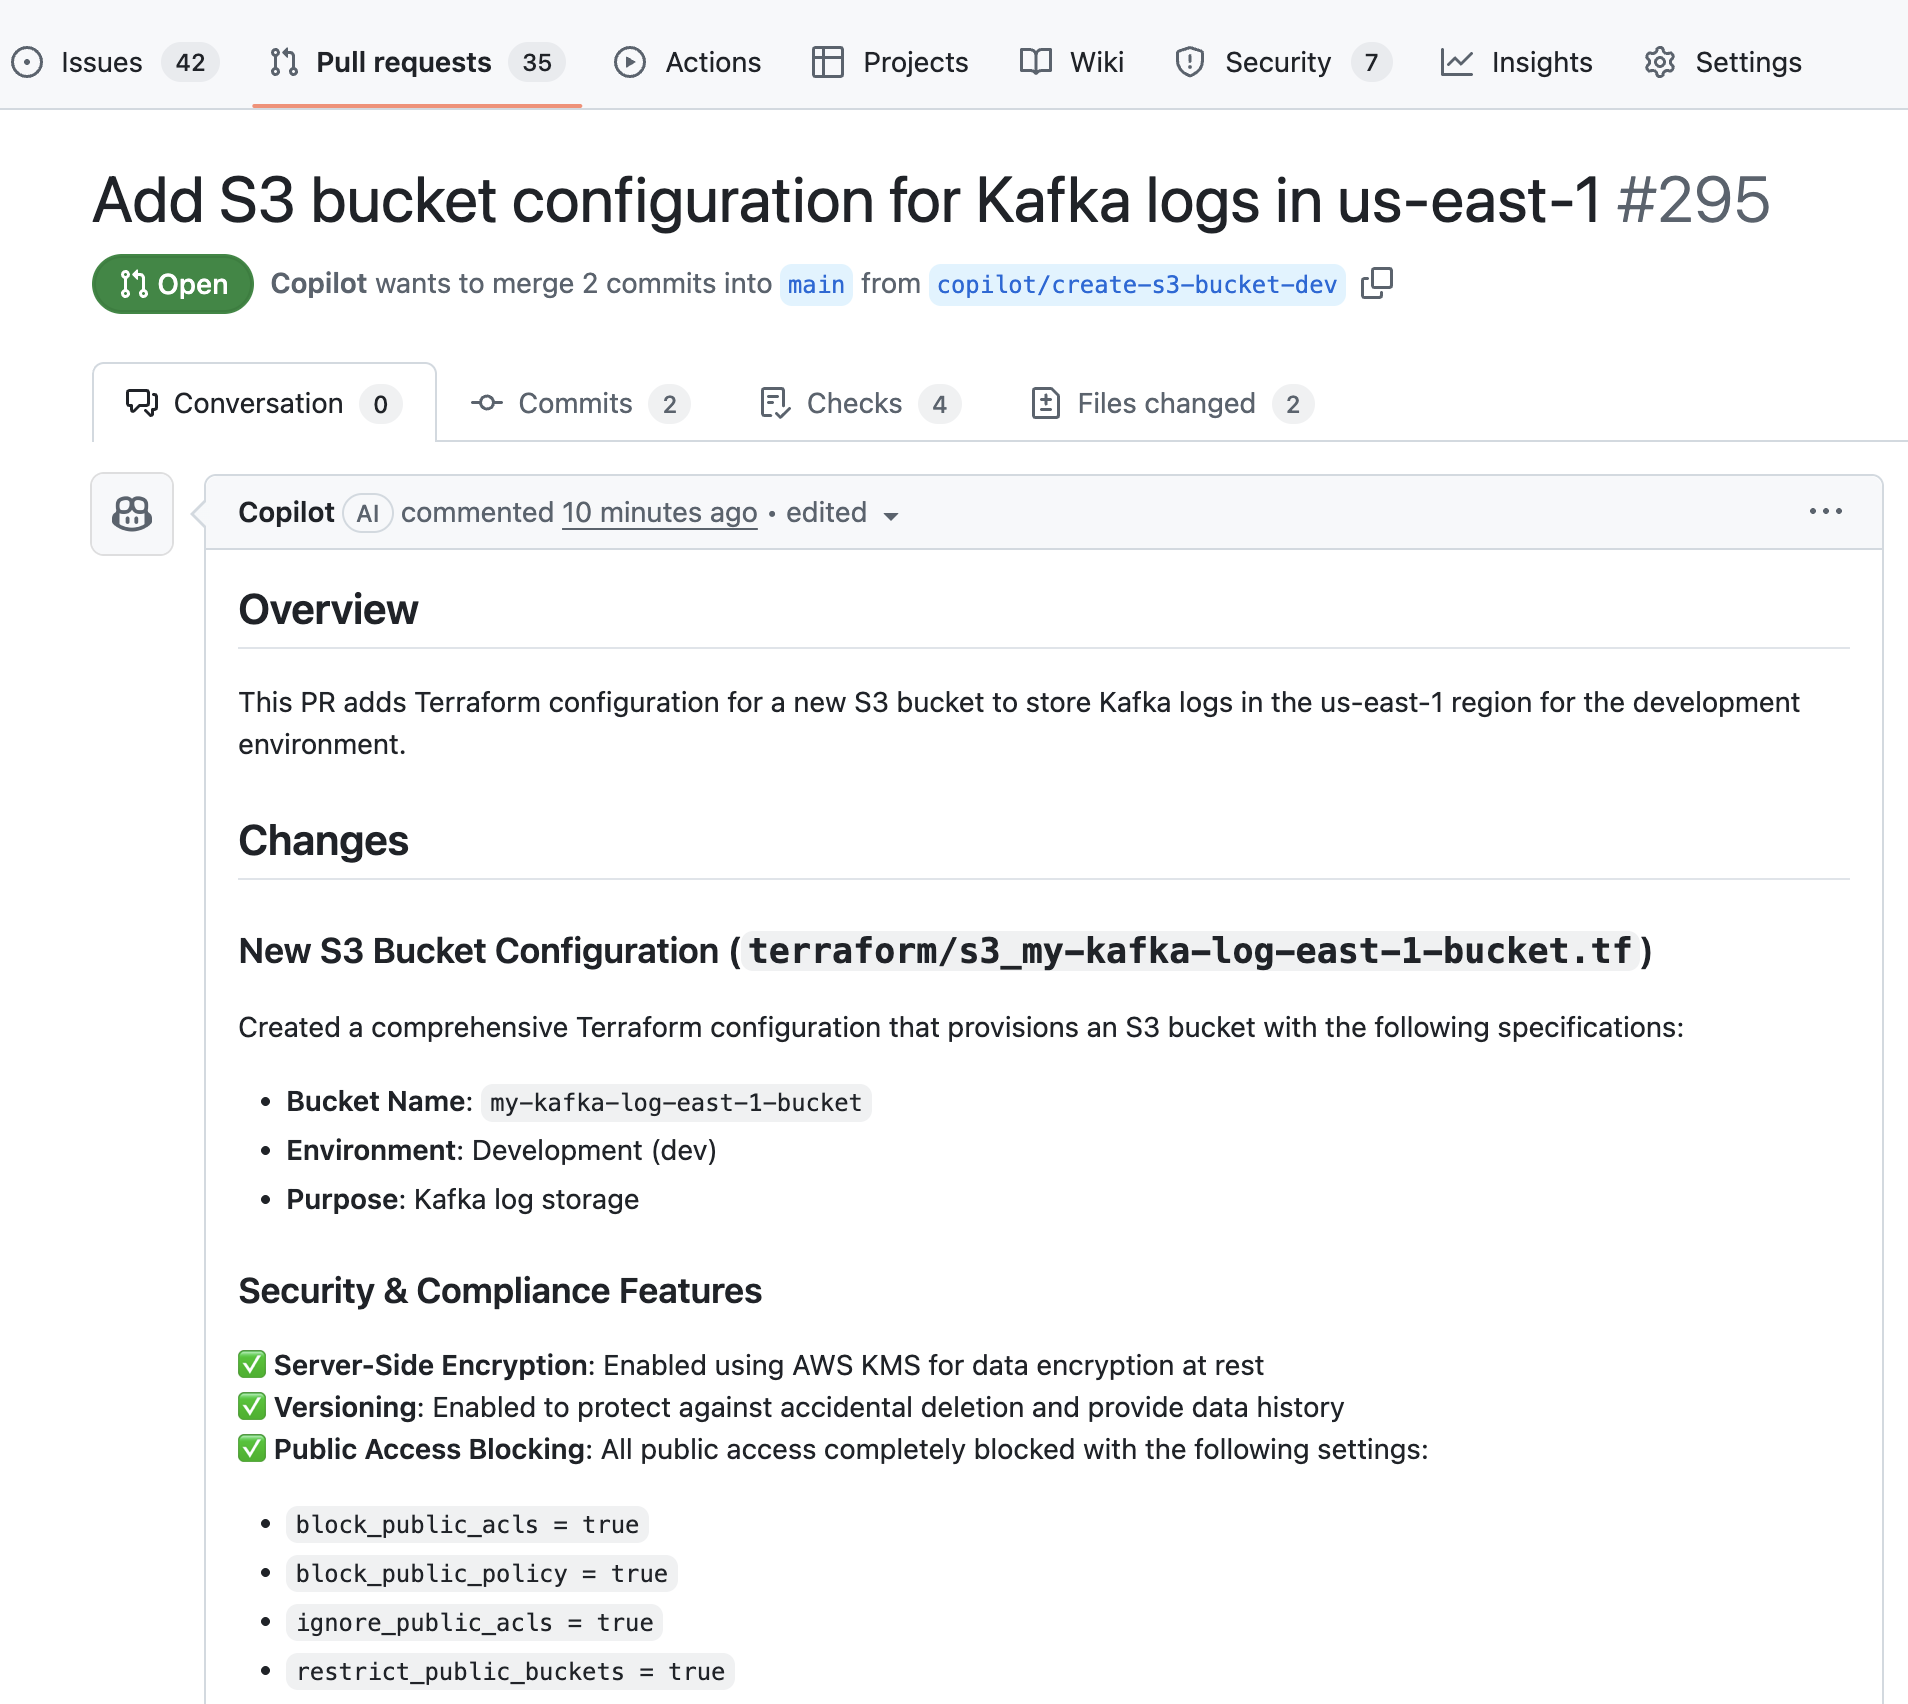 Issues 42 Pull requests 35 Actions Projects Wiki Security 7 Insights Settings
Add S3 bucket configuration for Kafka logs in us-east-1 #295
Open Copilot wants to merge 2 commits into main from copilot/create-s3-bucket-dev
Conversation 0 Commits 2 Checks 4 Files changed 2
Copilot AI commented 10 minutes ago • edited
Overview
This PR adds Terraform configuration for a new S3 bucket to store Kafka logs in the us-east-1 region for the development
environment.
Changes
New S3 Bucket Configuration (terraform/s3_my-kafka-log-east-1-bucket.tf)
Created a comprehensive Terraform configuration that provisions an S3 bucket with the following specifications:
• Bucket Name: my-kafka-log-east-1-bucket
• Environment: Development (dev)
• Purpose: Kafka log storage
Security & Compliance Features
✅ Server-Side Encryption: Enabled using AWS KMS for data encryption at rest
✅ Versioning: Enabled to protect against accidental deletion and provide data history
✅ Public Access Blocking: All public access completely blocked with the following settings:
• block_public_acls = true
• block_public_policy = true
• ignore_public_acls = true
• restrict_public_buckets = true